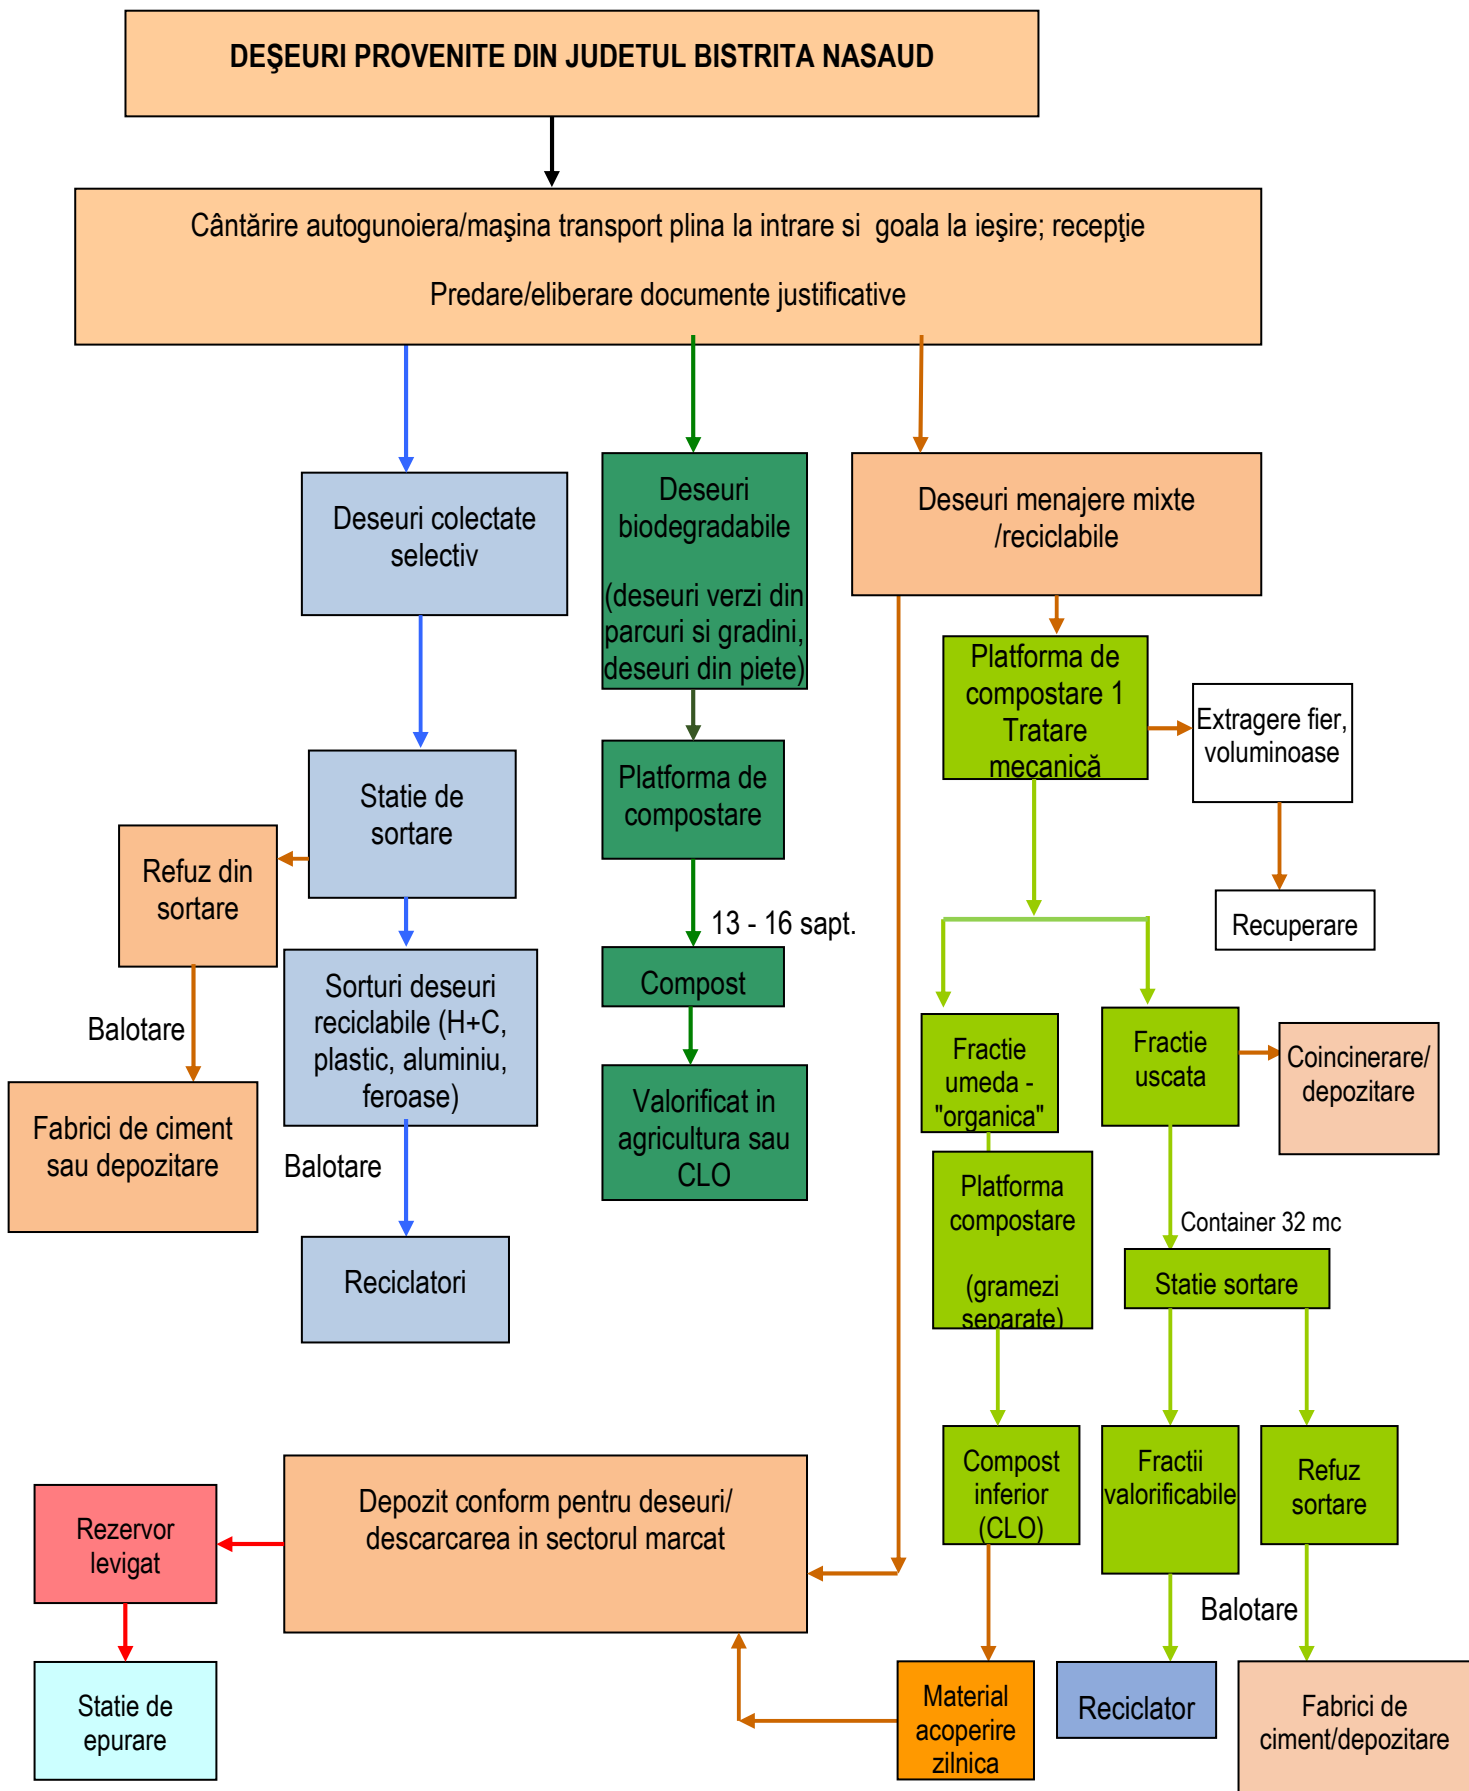 DEŞEURI PROVENITE DIN JUDETUL BISTRITA NASAUD
Cântărire autogunoiera/maşina transport plina la intrare si goala la ieşire; recepţie
Predare/eliberare documente justificative
Deseuri colectate
selectiv
Deseuri
biodegradabile
(deseuri verzi din
parcuri si gradini,
deseuri din piete)
Deseuri menajere mixte
/reciclabile
Platforma de
compostare 1
Tratare
mecanică
Extragere fier,
voluminoase
Recuperare
Statie de
sortare
Platforma de
compostare
Refuz din
sortare
13 - 16 sapt.
Compost
Sorturi deseuri
reciclabile (H+C,
plastic, aluminiu,
feroase)
Balotare
Fabrici de ciment
sau depozitare
Balotare
Valorificat in
agricultura sau
CLO
Reciclatori
Fractie
umeda -
"organica"
Fractie
uscata
Coincinerare/
depozitare
Platforma
compostare
(gramezi
separate)
Container 32 mc
Statie sortare
Compost
inferior
(CLO)
Fractii
valorificabile
Refuz
sortare
Depozit conform pentru deseuri/
descarcarea in sectorul marcat
Rezervor
levigat
Statie de
epurare
Balotare
Material
acoperire
zilnica
Reciclator
Fabrici de
ciment/depozitare